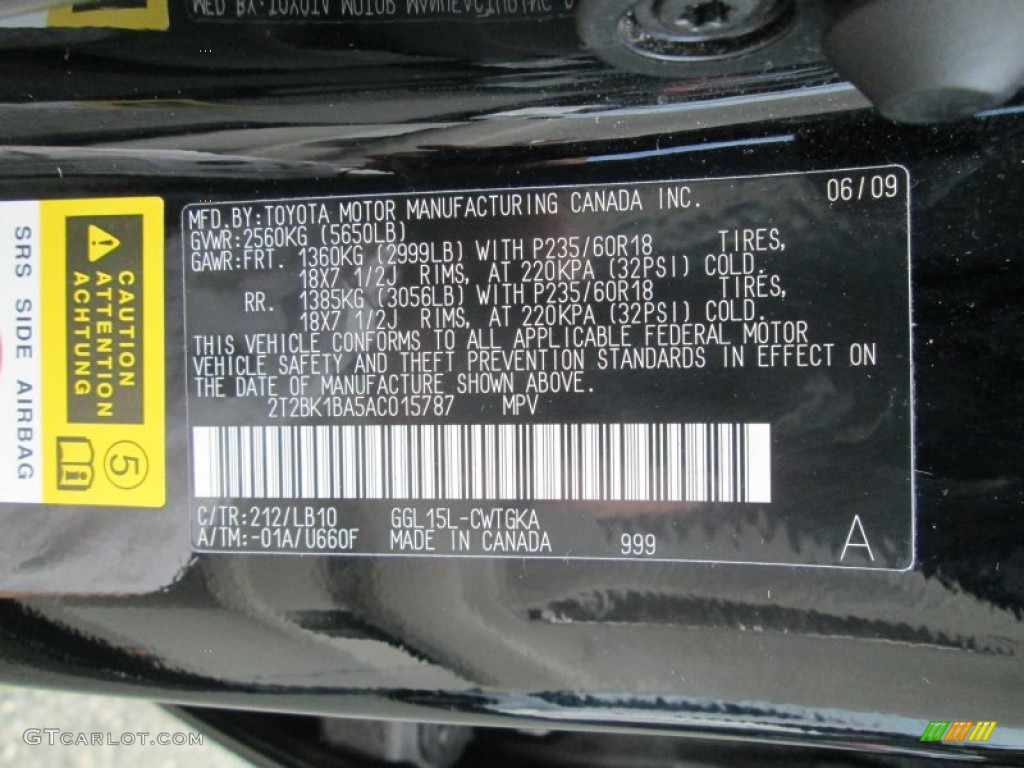 MFD.BY:TOYOTA MOTOR MANUFACTURING CANADA INC. 06/09
GVWR:2560KG (5650LB)
GAWR:FRT. 1360KG (2999LB) WITH P235/60R18 TIRES,
18X7 1/2J RIMS, AT 220KPA (32PSI) COLD.
RR. 1385KG (3056LB) WITH P235/60R18 TIRES,
18X7 1/2J RIMS, AT 220KPA (32PSI) COLD.
THIS VEHICLE CONFORMS TO ALL APPLICABLE FEDERAL MOTOR
VEHICLE SAFETY AND THEFT PREVENTION STANDARDS IN EFFECT ON
THE DATE OF MANUFACTURE SHOWN ABOVE.
2T2BK1BA5AC015787 MPV
C/TR:212/LB10 GGL15L-CWTGKA
A/TM:-01A/U660F MADE IN CANADA 999 A
CAUTION
ATTENTION
ACHTUNG
5
SRS SIDE AIRBAG
GTCARLOT.COM